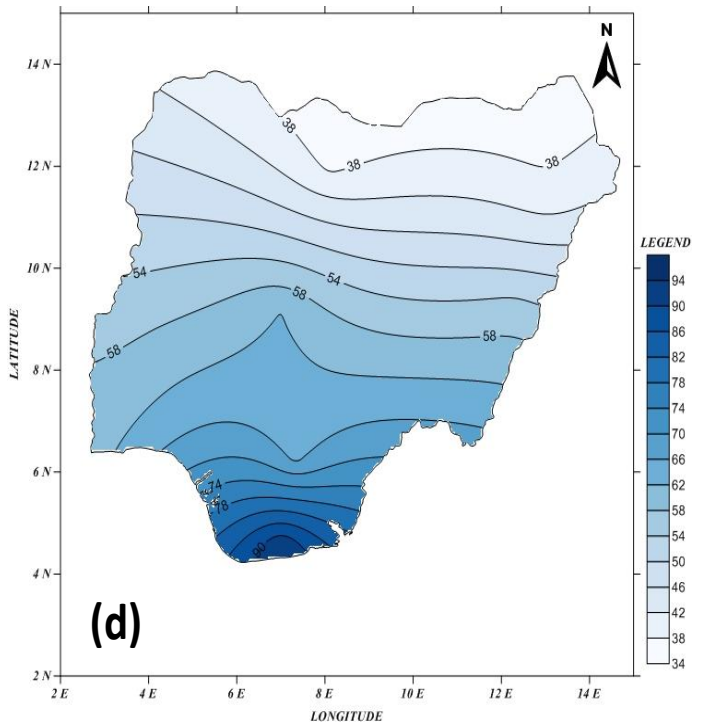 N
14 N
12 N
10 N
8 N
6 N
4 N
2 N
LATITUDE
2 E
4 E
6 E
8 E
10 E
12 E
14 E
LONGITUDE
38
38
38
54
54
58
58
58
74
78
90
(d)
LEGEND
94
90
86
82
78
74
70
66
62
58
54
50
46
42
38
34